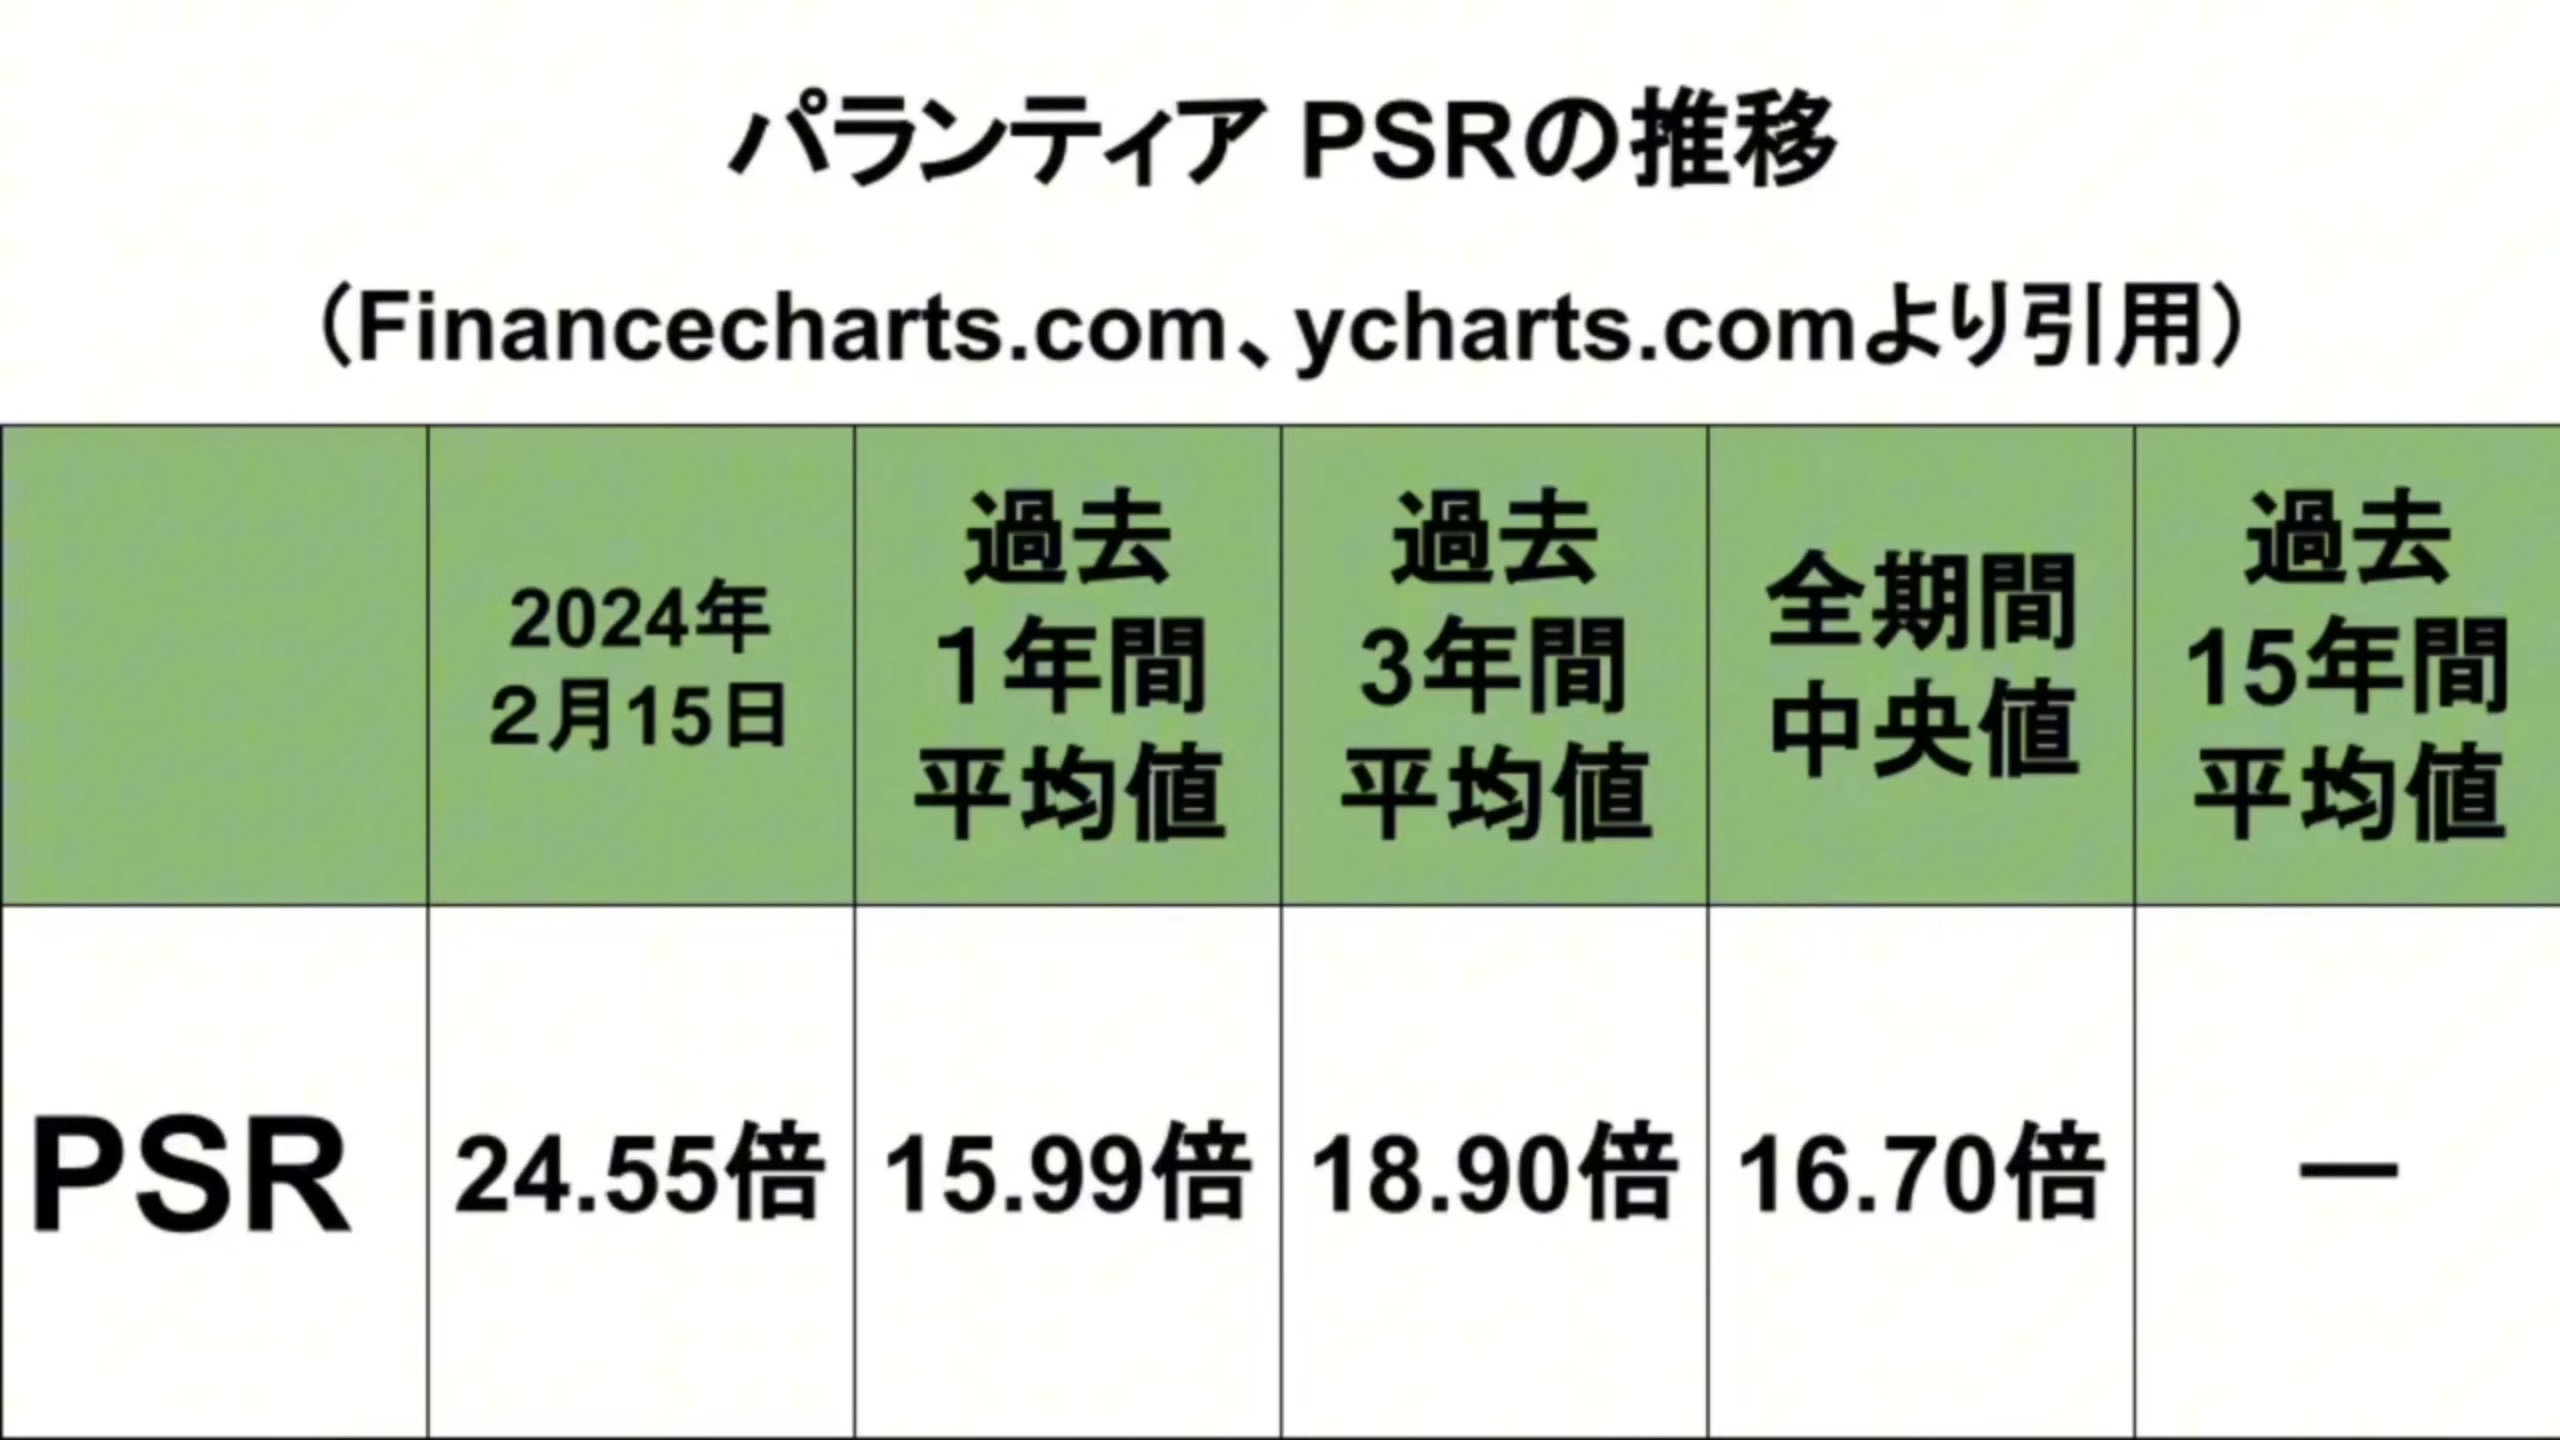 パランティア PSRの推移
（Financecharts.com、ycharts.comより引用）
2024年
2月15日
過去
1年間
平均値
過去
3年間
平均値
全期間
中央値
過去
15年間
平均値
PSR
24.55倍
15.99倍
18.90倍
16.70倍
－